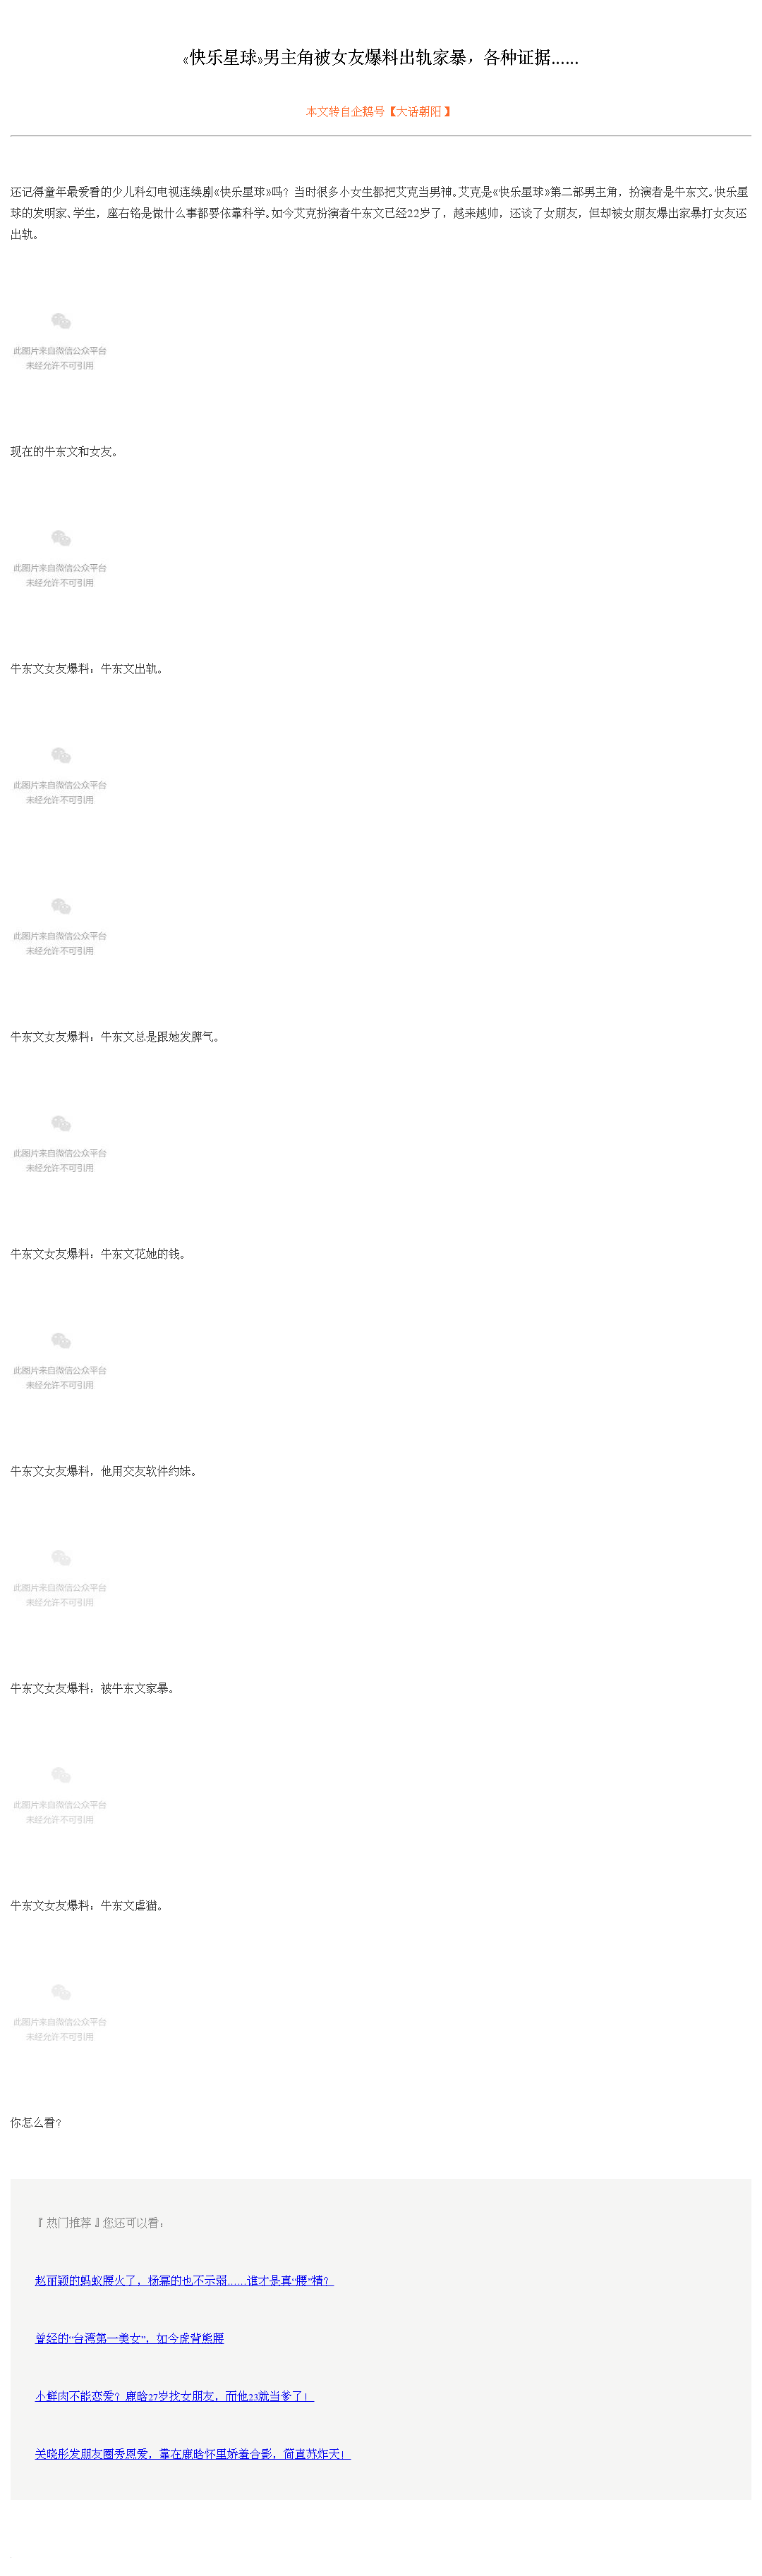 《快乐星球》男主角被女友爆料出轨家暴，各种证据……
本文转自企鹅号【大话朝阳 】
还记得童年最爱看的少儿科幻电视连续剧《快乐星球》吗？当时很多小女生都把艾克当男神。艾克是《快乐星球》第二部男主角，扮演者是牛东文。快乐星
球的发明家、学生，座右铭是做什么事都要依靠科学。如今艾克扮演者牛东文已经22岁了，越来越帅，还谈了女朋友，但却被女朋友爆出家暴打女友还
出轨。
此图片来自微信公众平台
未经允许不可引用
现在的牛东文和女友。
此图片来自微信公众平台
未经允许不可引用
牛东文女友爆料：牛东文出轨。
此图片来自微信公众平台
未经允许不可引用
此图片来自微信公众平台
未经允许不可引用
牛东文女友爆料：牛东文总是跟她发脾气。
此图片来自微信公众平台
未经允许不可引用
牛东文女友爆料：牛东文花她的钱。
此图片来自微信公众平台
未经允许不可引用
牛东文女友爆料，他用交友软件约妹。
此图片来自微信公众平台
未经允许不可引用
牛东文女友爆料：被牛东文家暴。
此图片来自微信公众平台
未经允许不可引用
牛东文女友爆料：牛东文虐猫。
此图片来自微信公众平台
未经允许不可引用
你怎么看？
『 热门推荐 』您还可以看：
赵丽颖的蚂蚁腰火了，杨幂的也不示弱……谁才是真“腰”精？
曾经的“台湾第一美女”，如今虎背熊腰
小鲜肉不能恋爱？鹿晗27岁找女朋友，而他23就当爹了！
关晓彤发朋友圈秀恩爱，靠在鹿晗怀里娇羞合影，简直苏炸天！